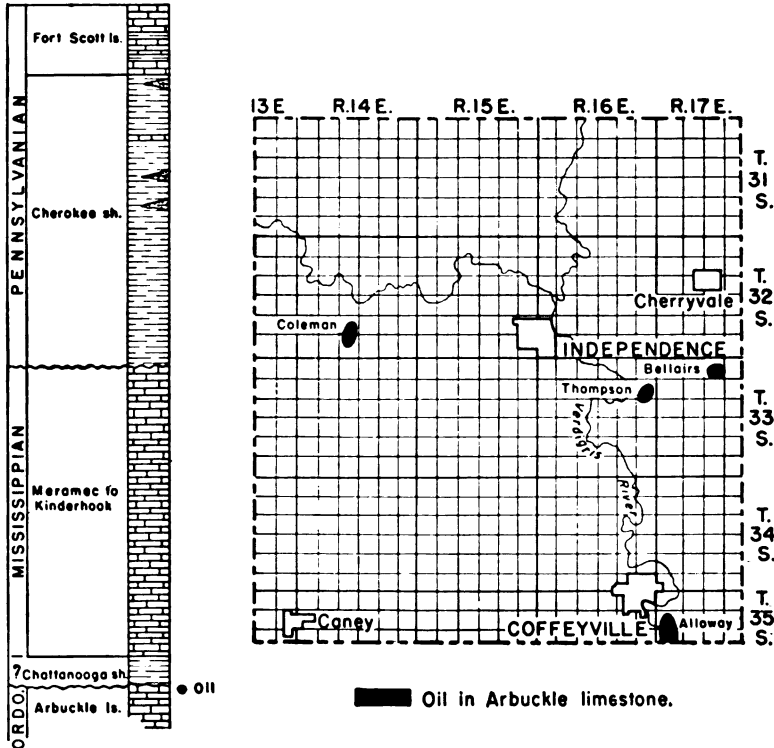 PENNSYLVANIAN
Fort Scott ls.
Cherokee sh.
MISSISSIPPIAN
Meramec to
Kinderhook
? Chattanooga sh.
ORDO.
Arbuckle ls.
Oil
13 E. R.14 E. R.15 E. R.16 E. R.17 E.
T.
31
S.
T.
32
S.
T.
33
S.
T.
34
S.
T.
35
S.
Cherryvale
Coleman
INDEPENDENCE
Bellairs
Thompson
Verdigris
River
Caney
COFFEYVILLE
Alloway
Oil in Arbuckle limestone.